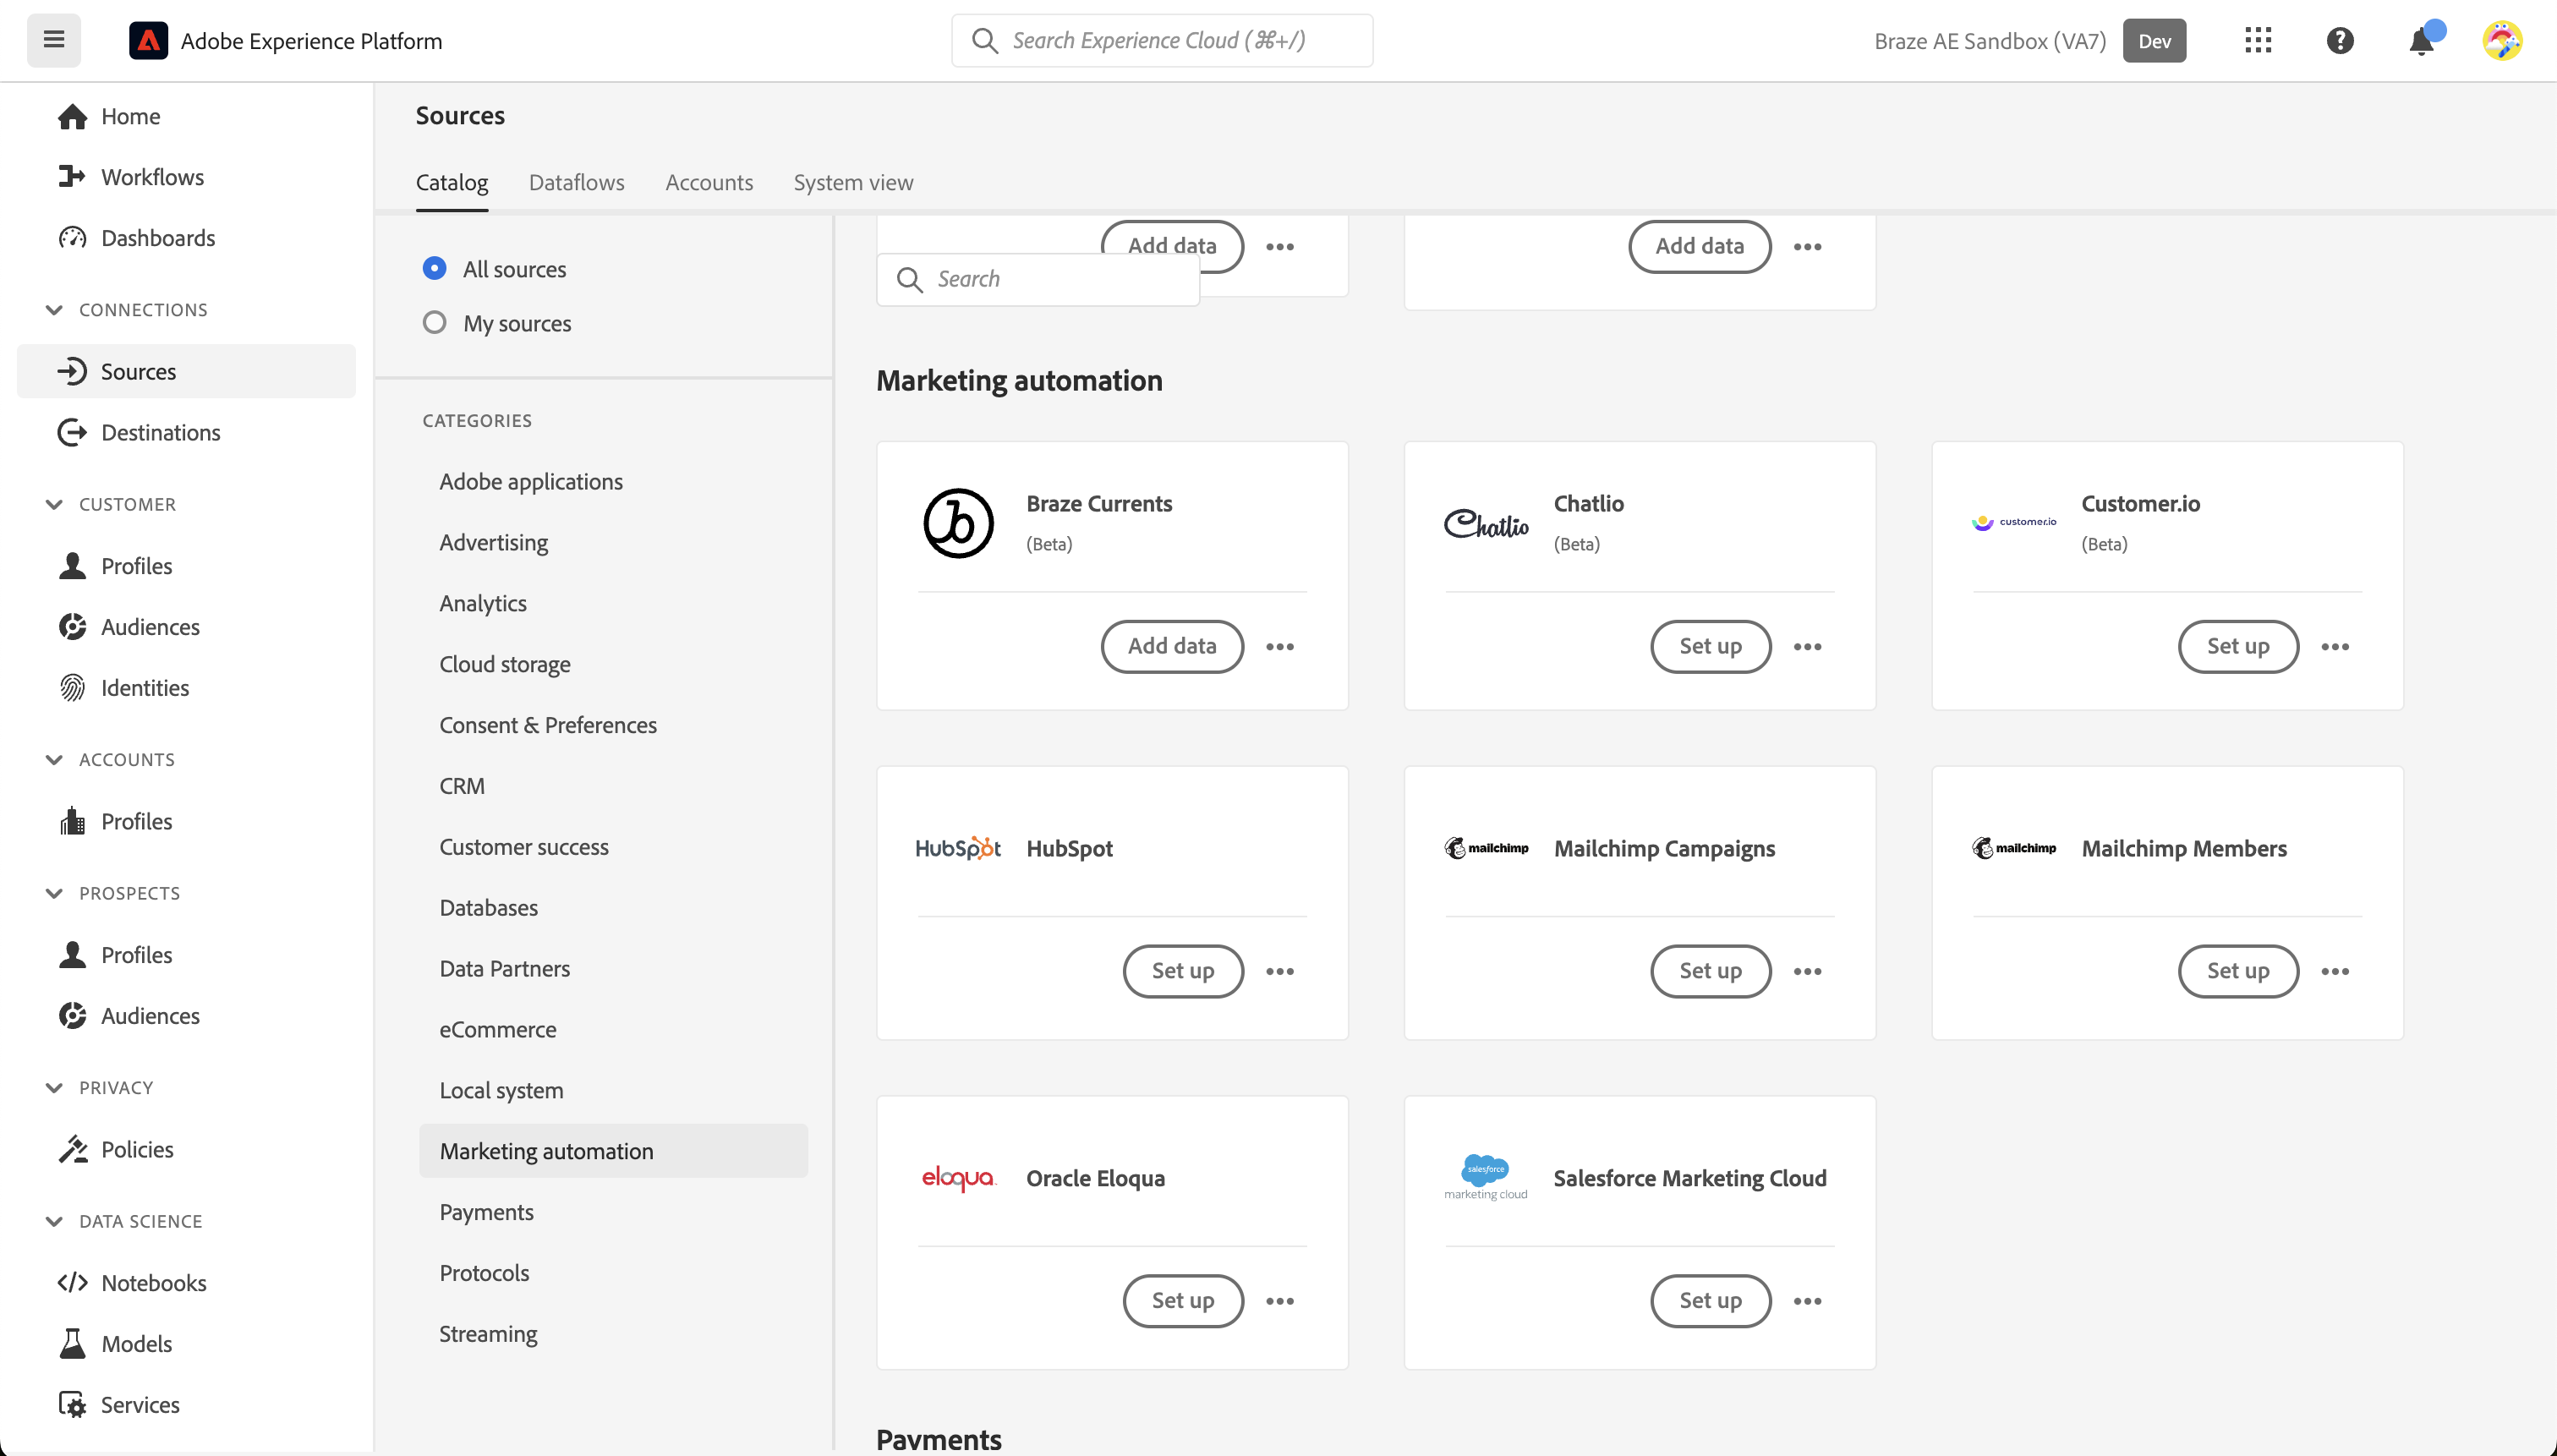 Adobe Experience Platform
Search Experience Cloud (⌘+/)
Braze AE Sandbox (VA7)
Dev
Home
Workflows
Dashboards
CONNECTIONS
Sources
Destinations
CUSTOMER
Profiles
Audiences
Identities
ACCOUNTS
Profiles
PROSPECTS
Profiles
Audiences
PRIVACY
Policies
DATA SCIENCE
Notebooks
Models
Services
Sources
Catalog Dataflows Accounts System view
All sources
My sources
CATEGORIES
Adobe applications
Advertising
Analytics
Cloud storage
Consent & Preferences
CRM
Customer success
Databases
Data Partners
eCommerce
Local system
Marketing automation
Payments
Protocols
Streaming
Add data
Add data
Search
Marketing automation
Braze Currents
(Beta)
Add data
Chatlio
Chatlio
(Beta)
Set up
customer.io
Customer.io
(Beta)
Set up
HubSpot
HubSpot
Set up
mailchimp
Mailchimp Campaigns
Set up
mailchimp
Mailchimp Members
Set up
eloqua
Oracle Eloqua
Set up
salesforce
marketing cloud
Salesforce Marketing Cloud
Set up
Payments